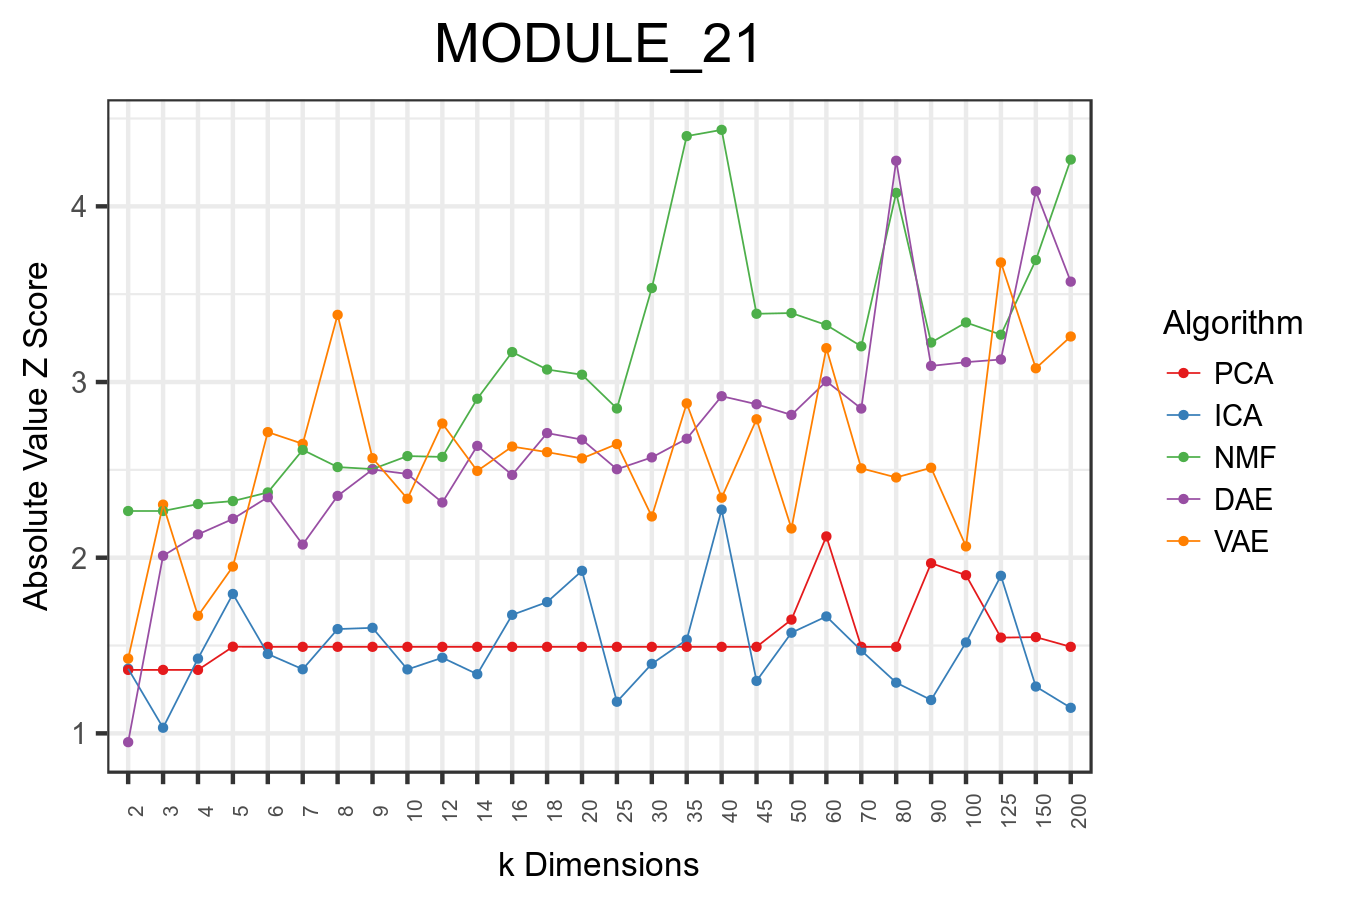 MODULE_21
Absolute Value Z Score
4
3
2
1
2 3 4 5 6 7 8 9 10 12 14 16 18 20 25 30 35 40 45 50 60 70 80 90 100 125 150 200
k Dimensions
Algorithm
PCA
ICA
NMF
DAE
VAE